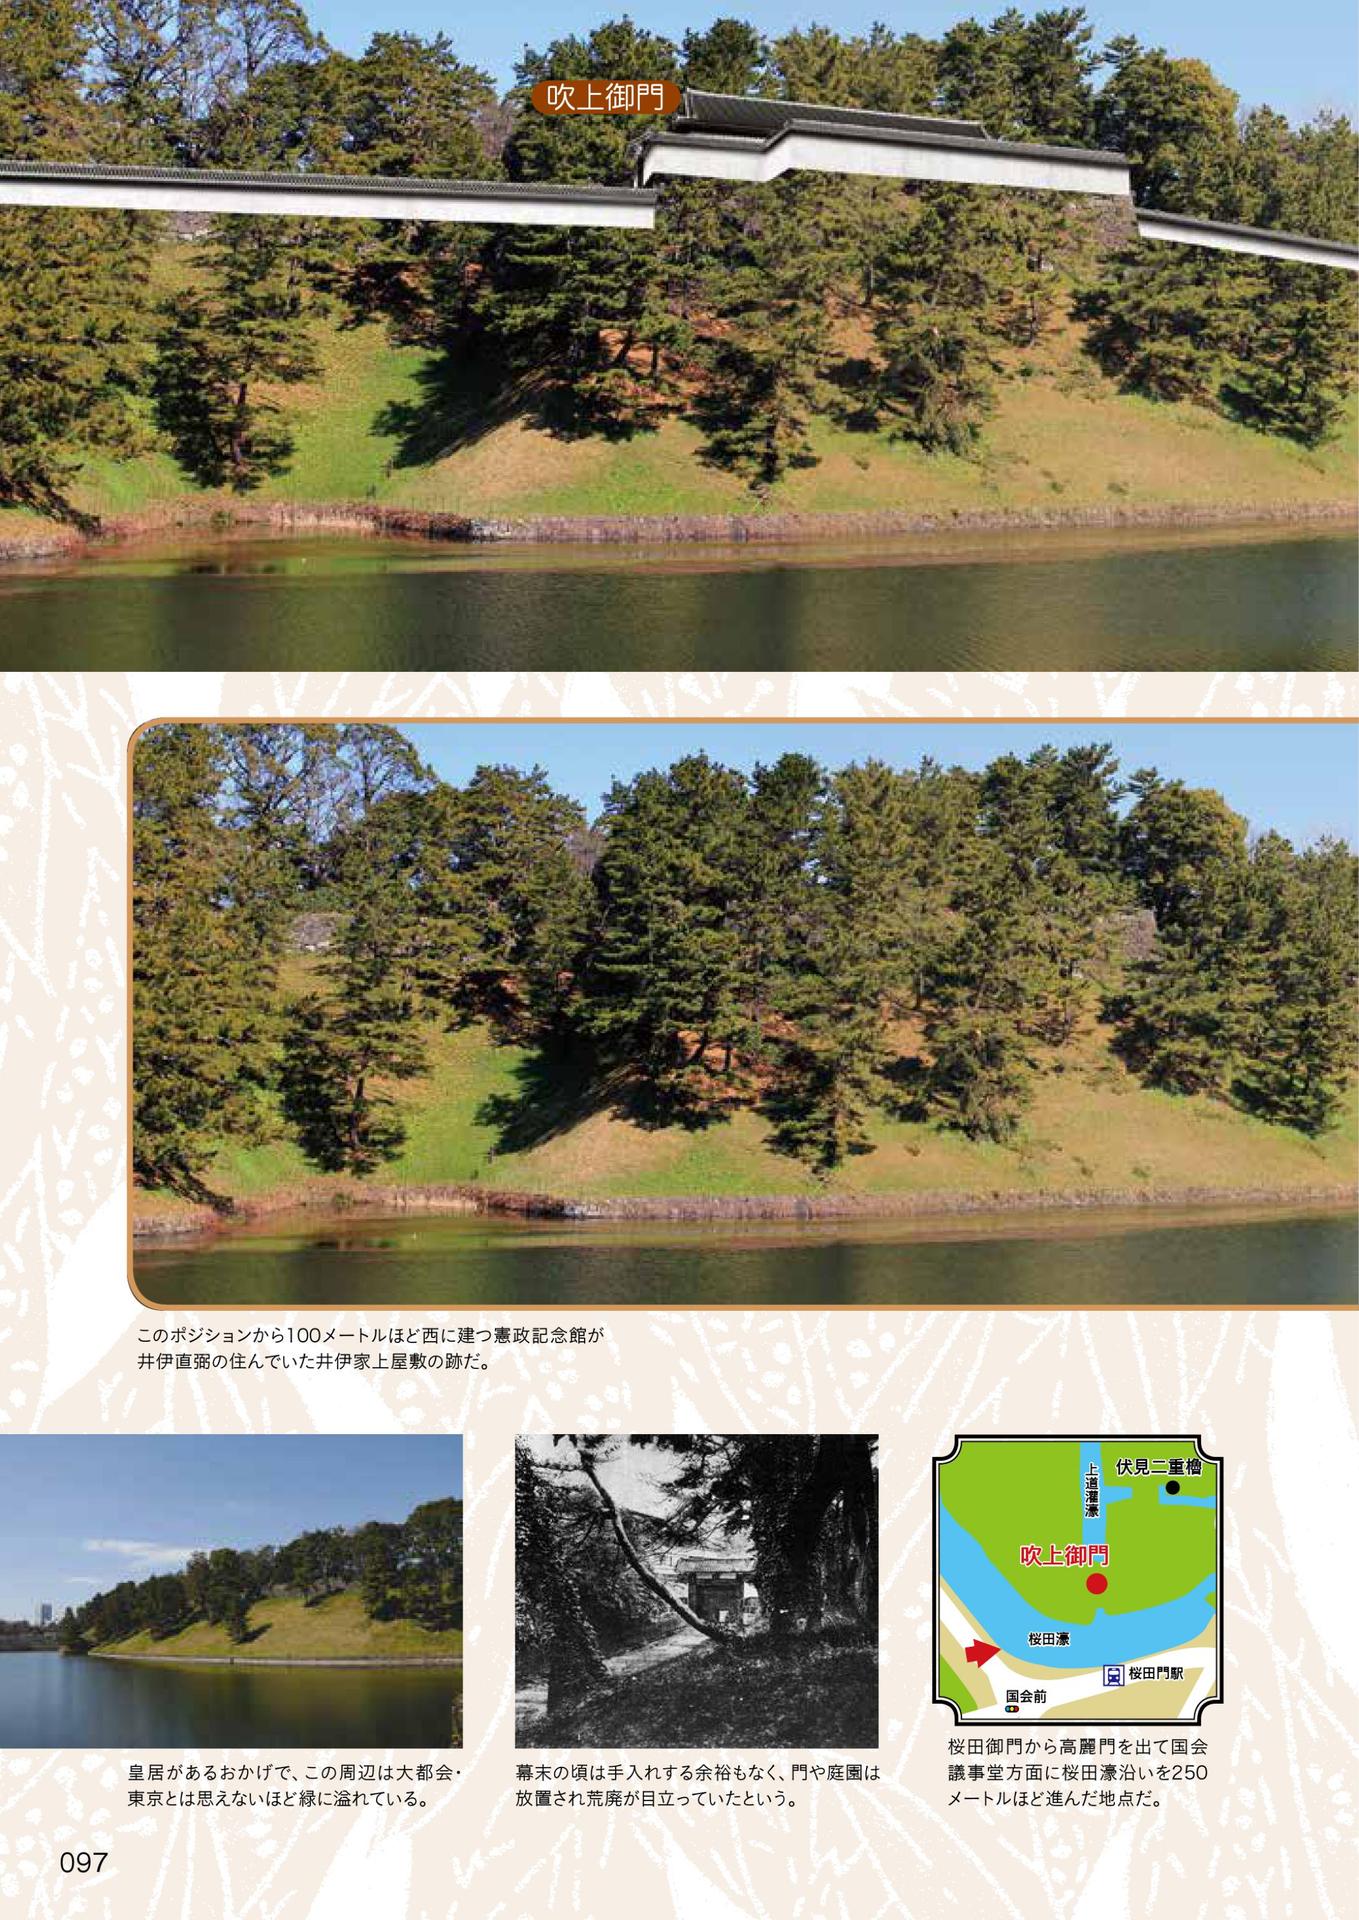 吹上御門
このポジションから100メートルほど西に建つ憲政記念館が
井伊直弼の住んでいた井伊家上屋敷の跡だ。
皇居があるおかげで、この周辺は大都会・
東京とは思えないほど緑に溢れている。
幕末の頃は手入れする余裕もなく、門や庭園は
放置され荒廃が目立っていたという。
上道灌濠
伏見二重櫓
吹上御門
桜田濠
桜田門駅
国会前
桜田御門から高麗門を出て国会
議事堂方面に桜田濠沿いを250
メートルほど進んだ地点だ。
097